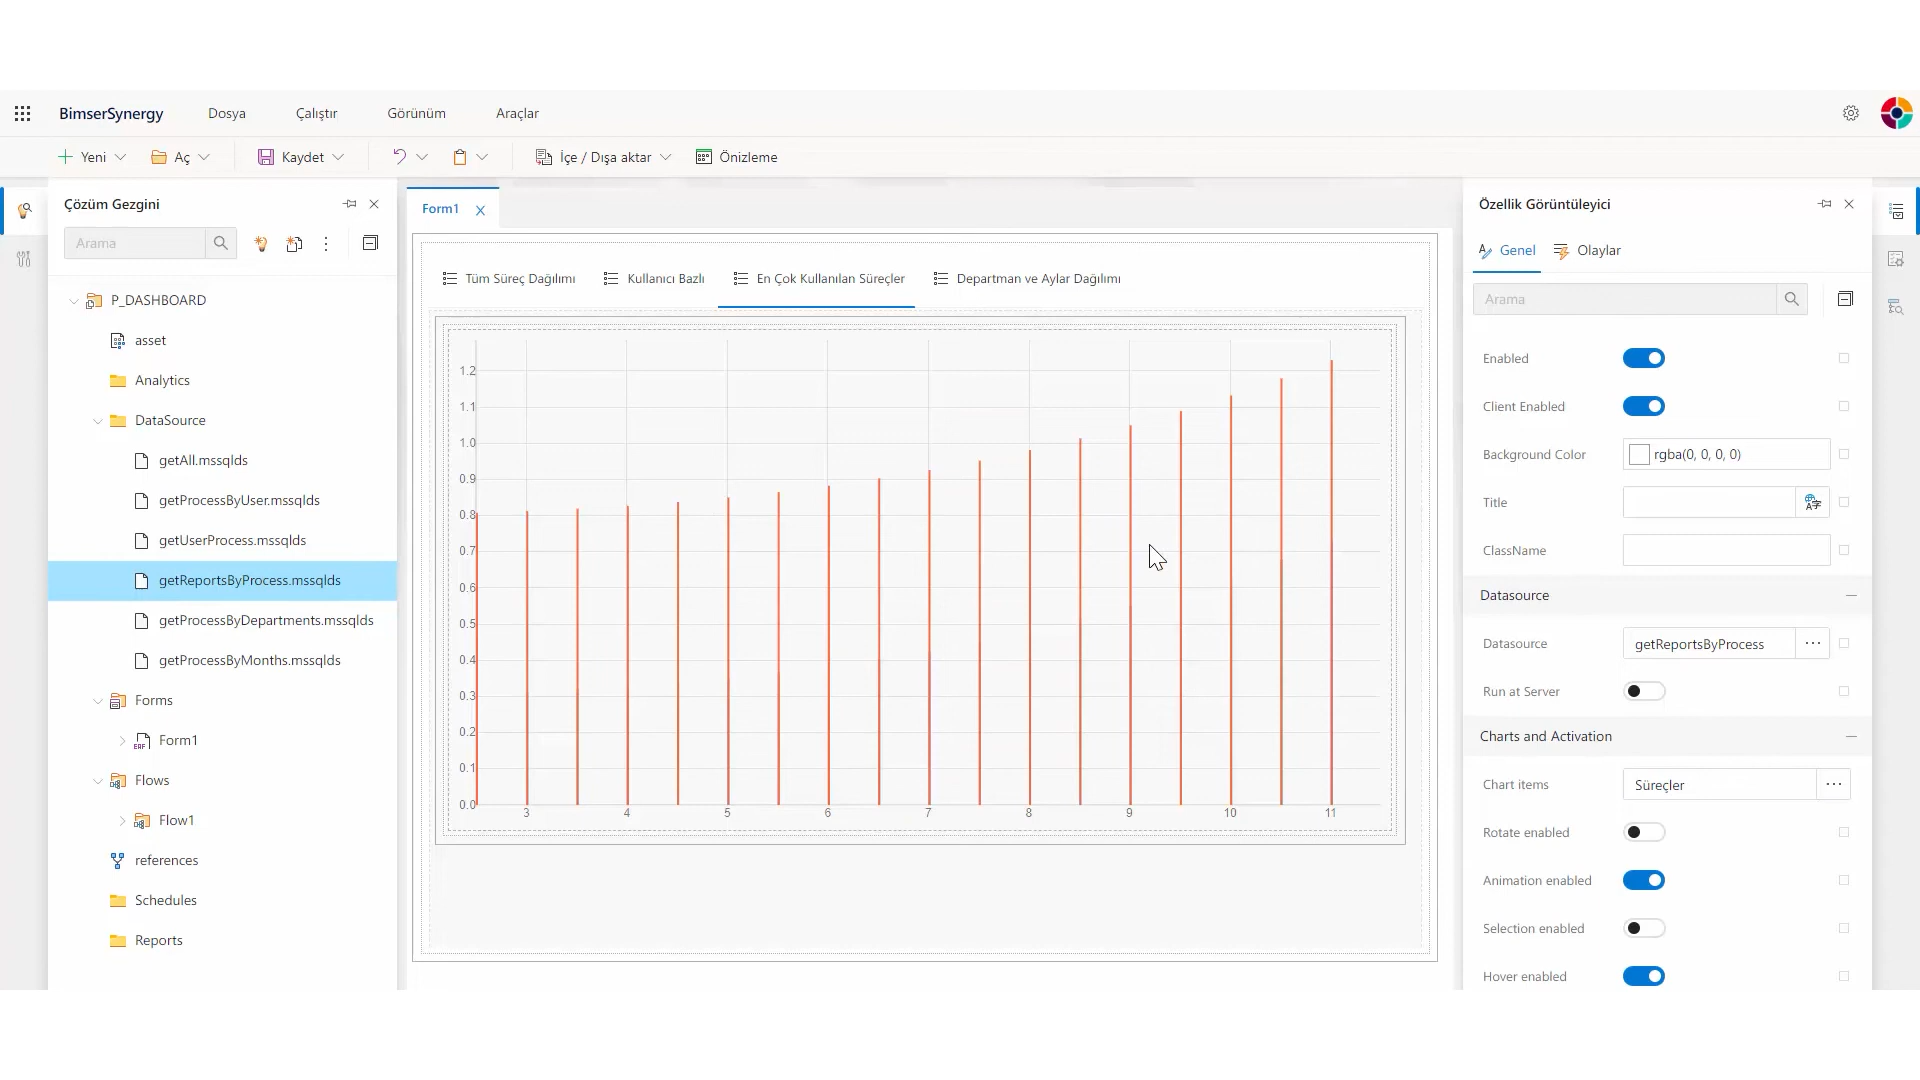 BimserSynergy Dosya Çalıştır Görünüm Araçlar
Yeni Aç Kaydet İçe / Dışa aktar Önizleme
Çözüm Gezgini
Arama
P_DASHBOARD
asset
Analytics
DataSource
getAll.mssqlds
getProcessByUser.mssqlds
getUserProcess.mssqlds
getReportsByProcess.mssqlds
getProcessByDepartments.mssqlds
getProcessByMonths.mssqlds
Forms
Form1
Flows
Flow1
references
Schedules
Reports
Form1
Tüm Süreç Dağılımı Kullanıcı Bazlı En Çok Kullanılan Süreçler Departman ve Aylar Dağılımı
1.2
1.1
1.0
0.9
0.8
0.7
0.6
0.5
0.4
0.3
0.2
0.1
0.0
3 4 5 6 7 8 9 10 11
Özellik Görüntüleyici
Genel Olaylar
Arama
Enabled
Client Enabled
Background Color rgba(0, 0, 0, 0)
Title
ClassName
Datasource
Datasource getReportsByProcess
Run at Server
Charts and Activation
Chart items Süreçler
Rotate enabled
Animation enabled
Selection enabled
Hover enabled